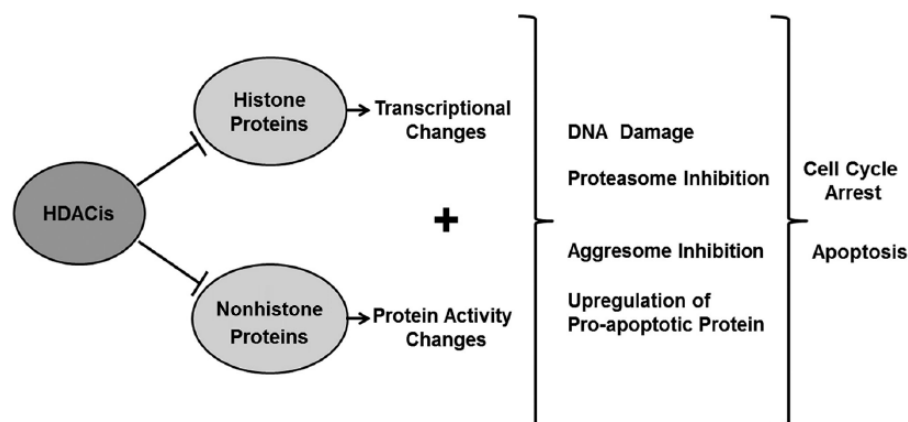 HDACis
Histone
Proteins
Transcriptional
Changes
+
Nonhistone
Proteins
Protein Activity
Changes
DNA Damage
Proteasome Inhibition
Aggresome Inhibition
Upregulation of
Pro-apoptotic Protein
Cell Cycle
Arrest
Apoptosis